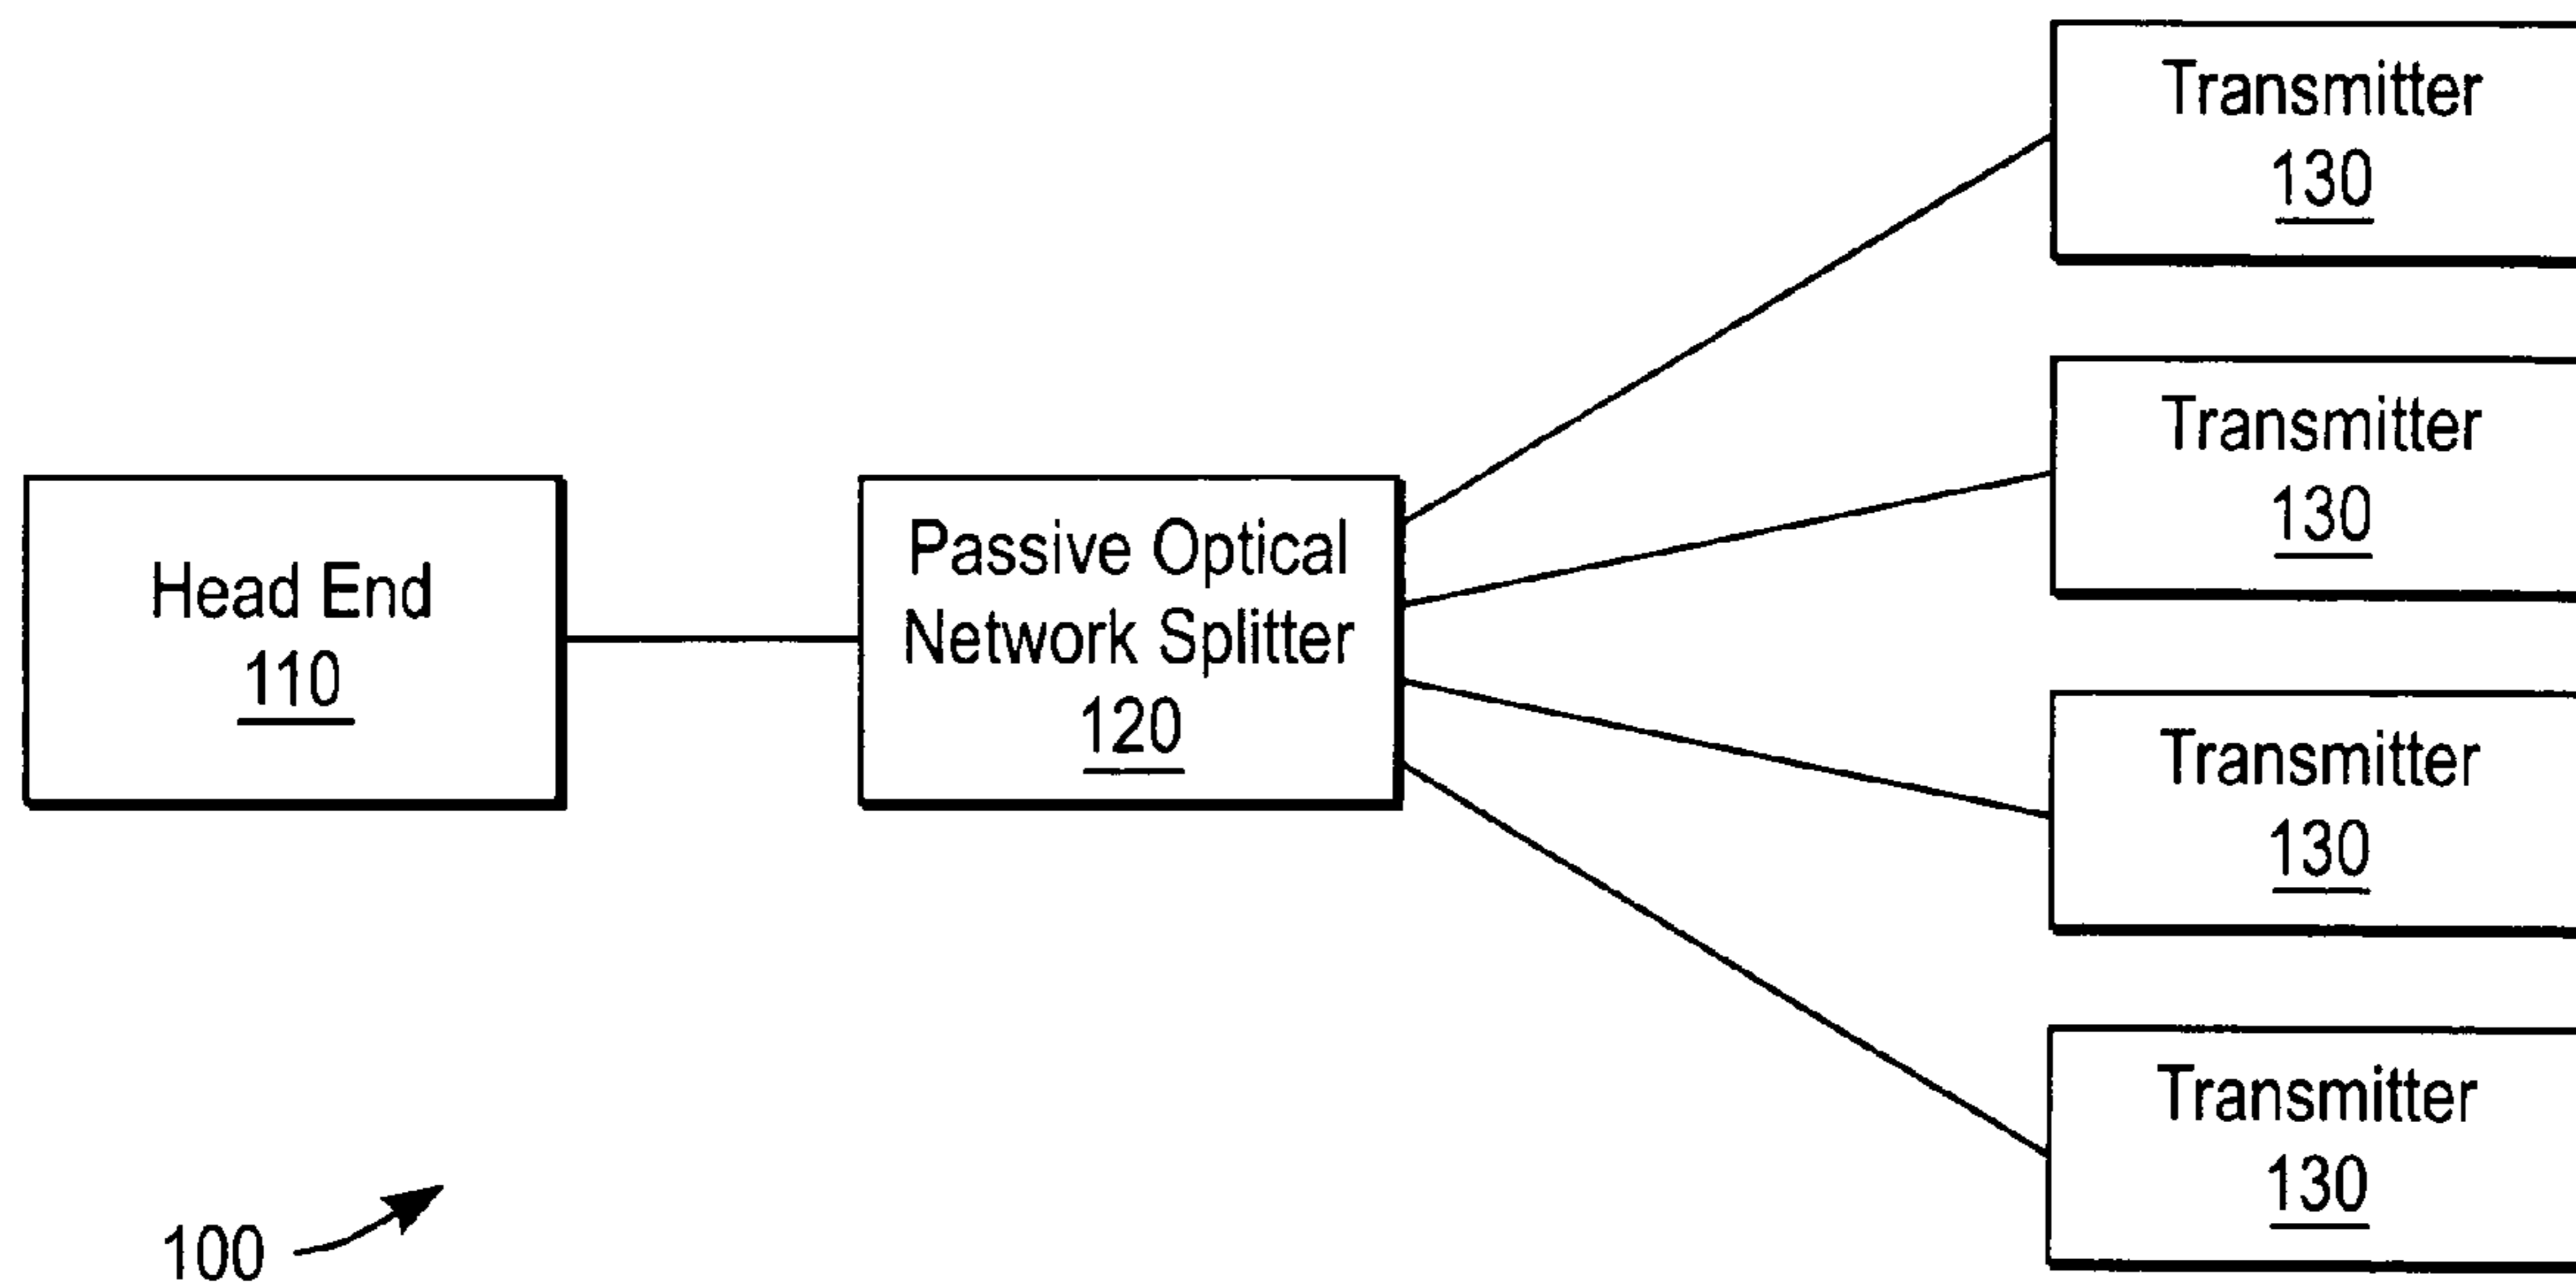 Head End
110
Passive Optical
Network Splitter
120
Transmitter
130
Transmitter
130
Transmitter
130
Transmitter
130
100